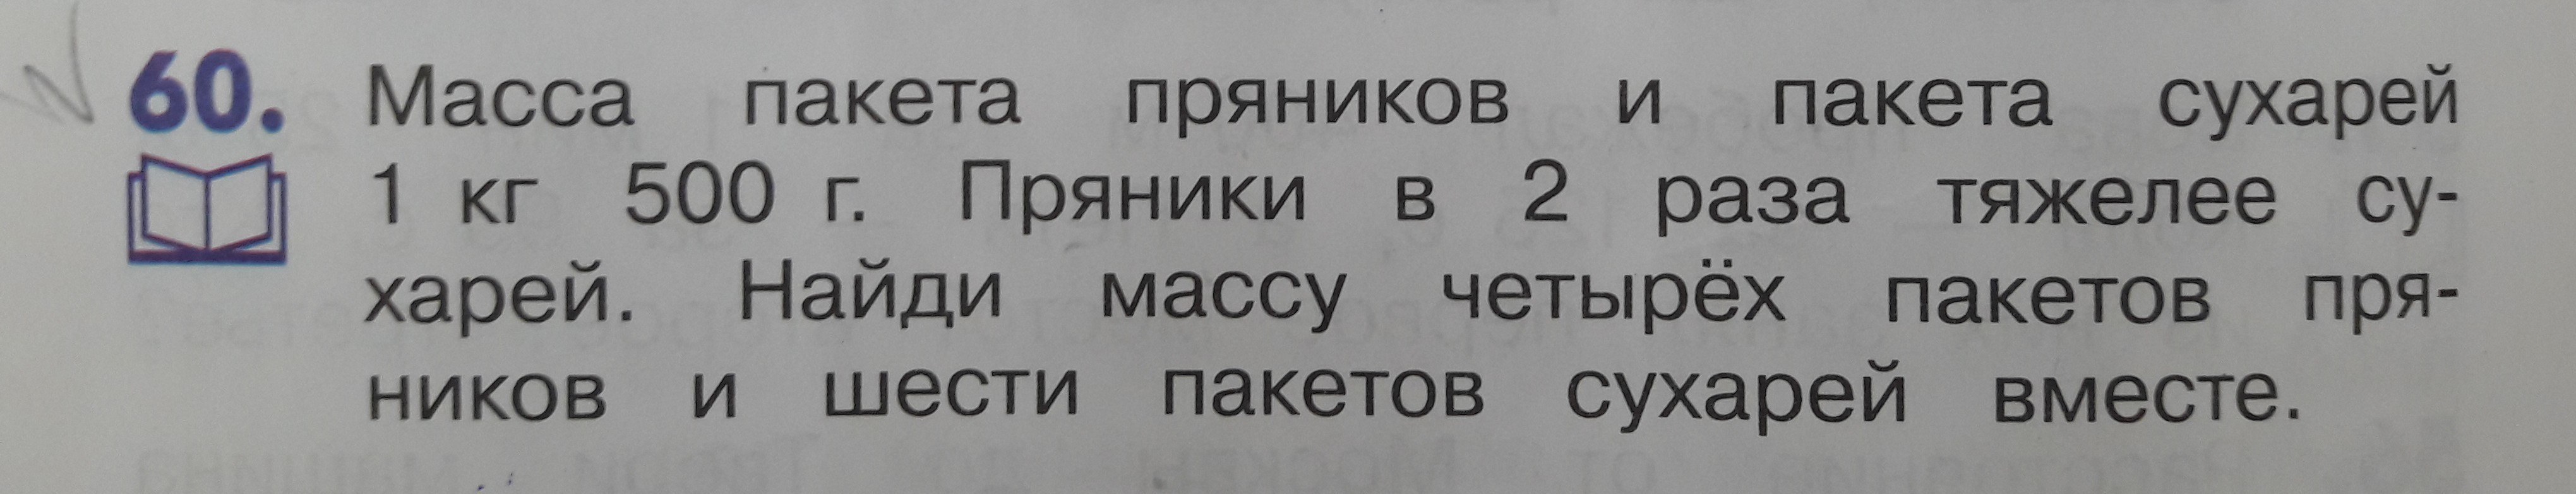 60. Масса пакета пряников и пакета сухарей
1 кг 500 г. Пряники в 2 раза тяжелее су-
харей. Найди массу четырёх пакетов пря-
ников и шести пакетов сухарей вместе.